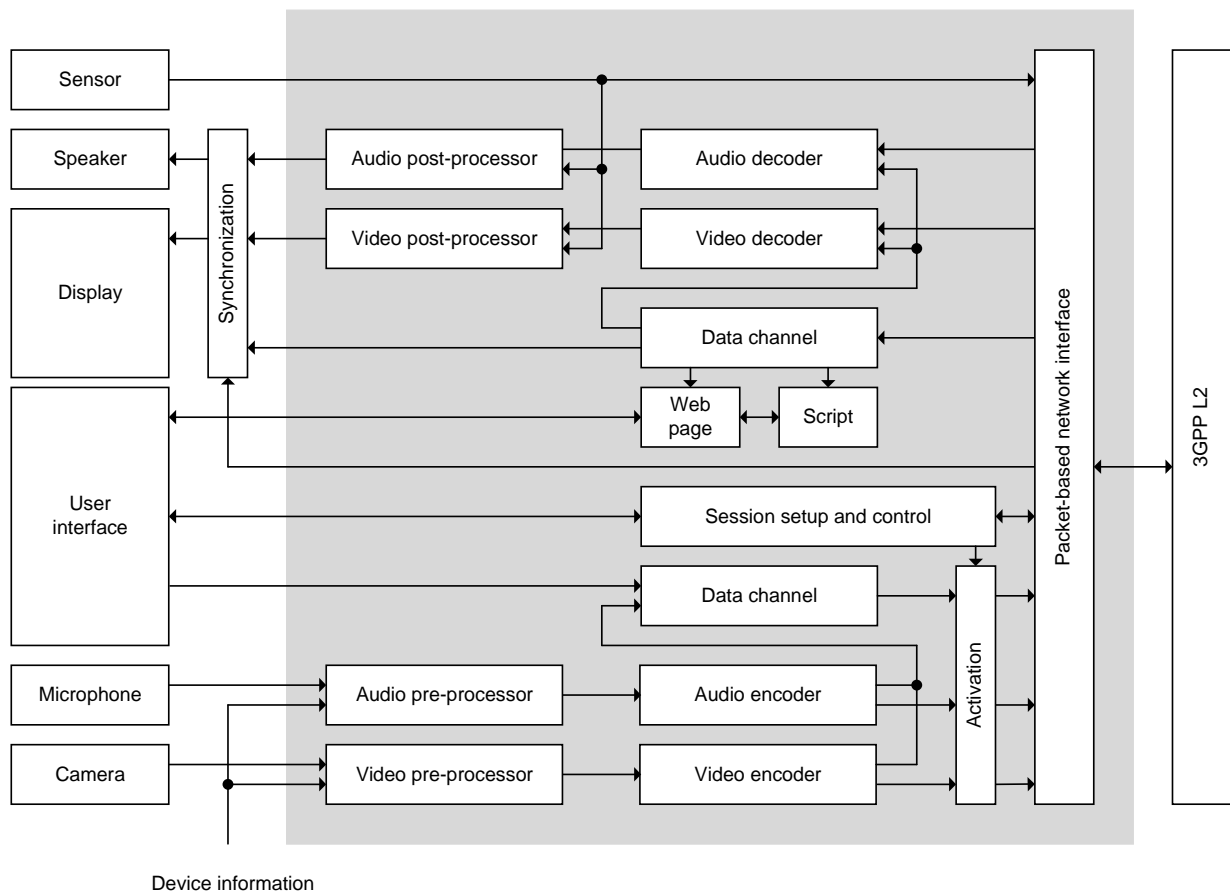 Sensor
Speaker
Audio post-processor
Audio decoder
Synchronization
Video post-processor
Video decoder
Display
Data channel
Web
page
Script
Packet-based network interface
3GPP L2
User
interface
Session setup and control
Data channel
Activation
Microphone
Audio pre-processor
Audio encoder
Camera
Video pre-processor
Video encoder
Device information